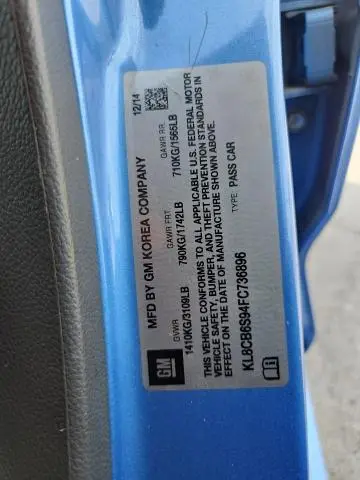 MFD BY GM KOREA COMPANY
12/14
GVWR
GAWR FRT
GAWR RR
1410KG/3109LB
790KG/1742LB
710KG/1565LB
THIS VEHICLE CONFORMS TO ALL APPLICABLE U.S. FEDERAL MOTOR
VEHICLE SAFETY, BUMPER, AND THEFT PREVENTION STANDARDS IN
EFFECT ON THE DATE OF MANUFACTURE SHOWN ABOVE.
TYPE: PASS CAR
KL8CB6S94FC736896
GM